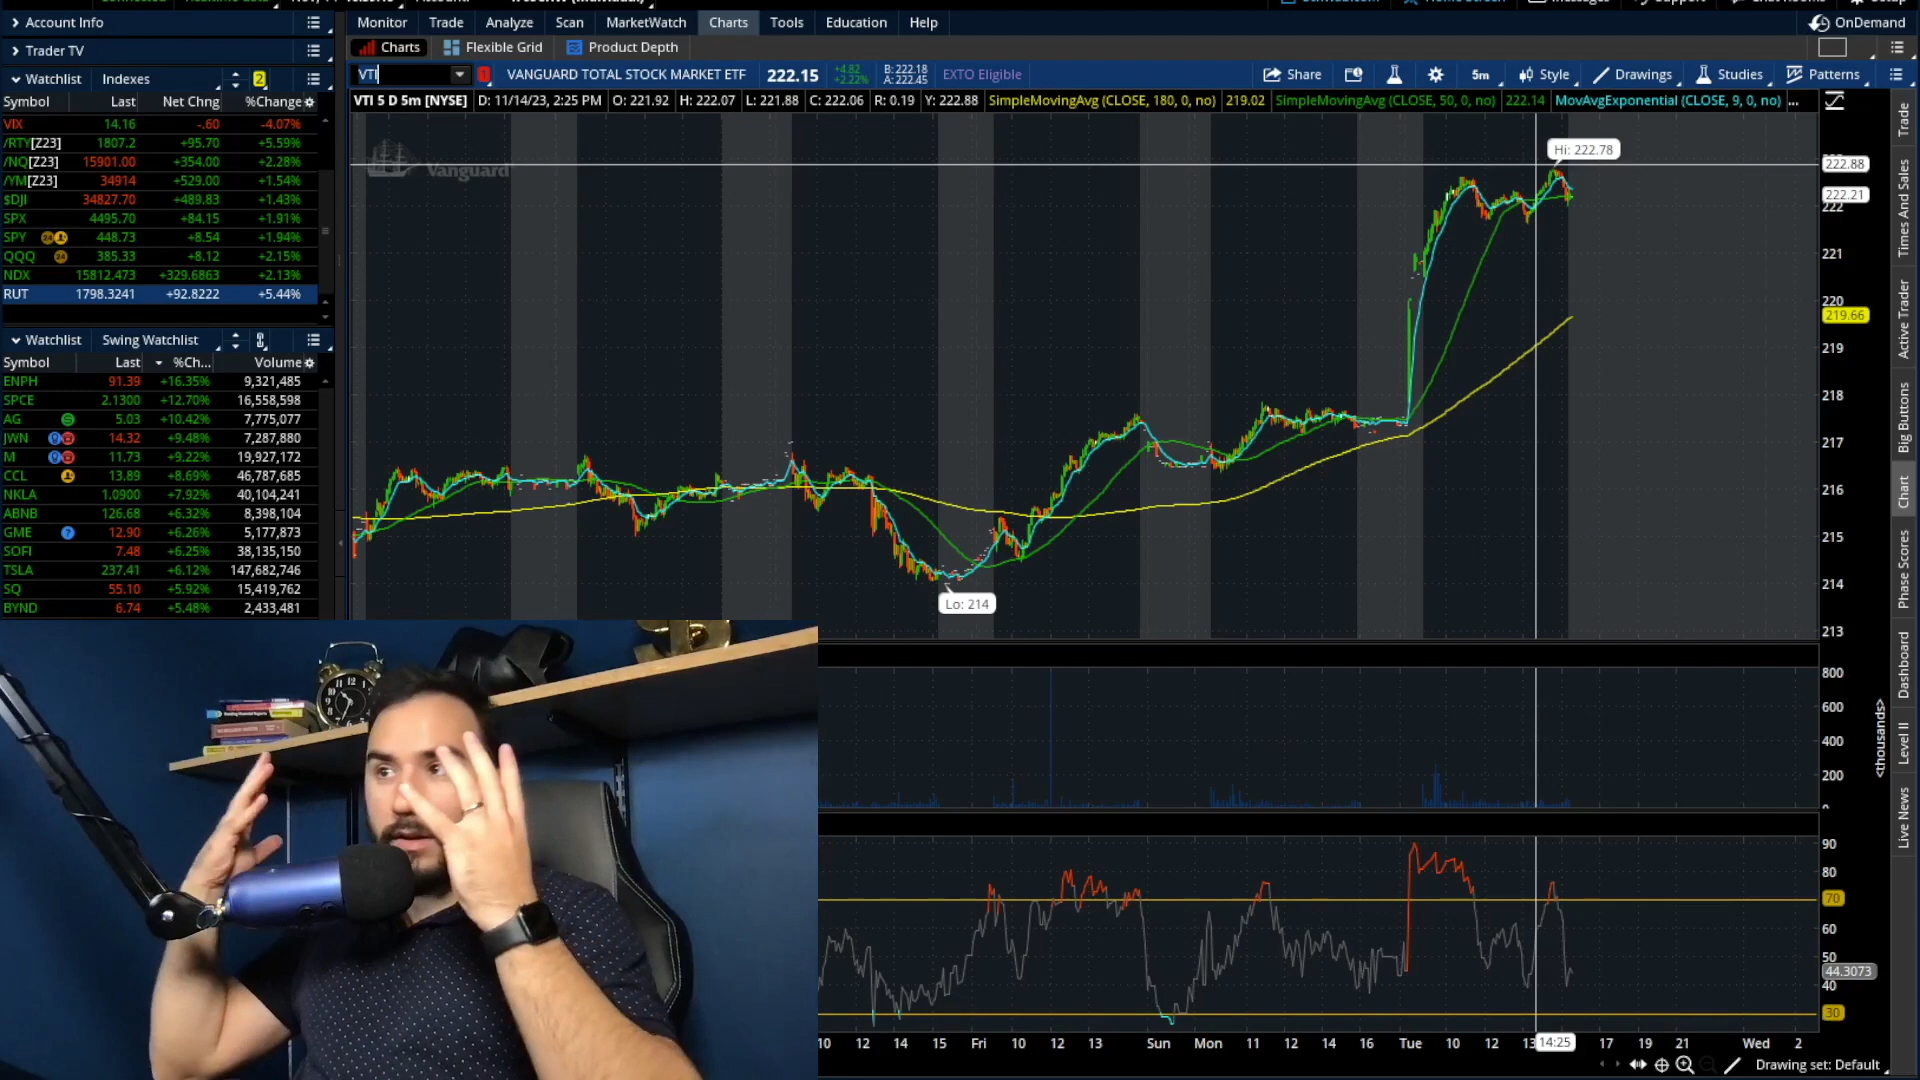 Monitor Trade Analyze Scan MarketWatch Charts Tools Education Help OnDemand
Account Info
Trader TV
Charts Flexible Grid Product Depth
VTI VANGUARD TOTAL STOCK MARKET ETF 222.15 +4.82 +2.22% B: 222.18 A: 222.45 EXTO Eligible Share 5m Style Drawings Studies Patterns
Watchlist Indexes 2
VTI 5 D 5m [NYSE] D: 11/14/23, 2:25 PM O: 221.92 H: 222.07 L: 221.88 C: 222.06 R: 0.19 Y: 222.88 SimpleMovingAvg (CLOSE, 180, 0, no) 219.02 SimpleMovingAvg (CLOSE, 50, 0, no) 222.14 MovAvgExponential (CLOSE, 9, 0, no) ...
Symbol Last Net Chng %Change
VIX 14.16 -.60 -4.07%
/RTY[Z23] 1807.2 +95.70 +5.59%
/NQ[Z23] 15901.00 +354.00 +2.28%
/YM[Z23] 34914 +529.00 +1.54%
$DJI 34827.70 +489.83 +1.43%
SPX 4495.70 +84.15 +1.91%
SPY 24 448.73 +8.54 +1.94%
QQQ 24 385.33 +8.12 +2.15%
NDX 15812.473 +329.6863 +2.13%
RUT 1798.3241 +92.8222 +5.44%
Watchlist Swing Watchlist
Symbol Last %Ch... Volume
ENPH 91.39 +16.35% 9,321,485
SPCE 2.1300 +12.70% 16,558,598
AG 5.03 +10.42% 7,775,077
JWN 14.32 +9.48% 7,287,880
M 11.73 +9.22% 19,927,172
CCL 13.89 +8.69% 46,787,685
NKLA 1.0900 +7.92% 40,104,241
ABNB 126.68 +6.32% 8,398,104
GME ? 12.90 +6.26% 5,177,873
SOFI 7.48 +6.25% 38,135,150
TSLA 237.41 +6.12% 147,682,746
SQ 55.10 +5.92% 15,419,762
BYND 6.74 +5.48% 2,433,481
Vanguard
Hi: 222.78
Lo: 214
222.88
222.21
222
221
220
219.66
219
218
217
216
215
214
213
800
600
400
200
<thousands>
90
80
70
60
50
44.3073
40
30
10 12 14 15 Fri 10 12 13 Sun Mon 11 12 14 16 Tue 10 12 13 14:25 17 19 21 Wed 2
Drawing set: Default
Trade
Times And Sales
Active Trader
Big Buttons
Chart
Phase Scores
Dashboard
Level II
Live News